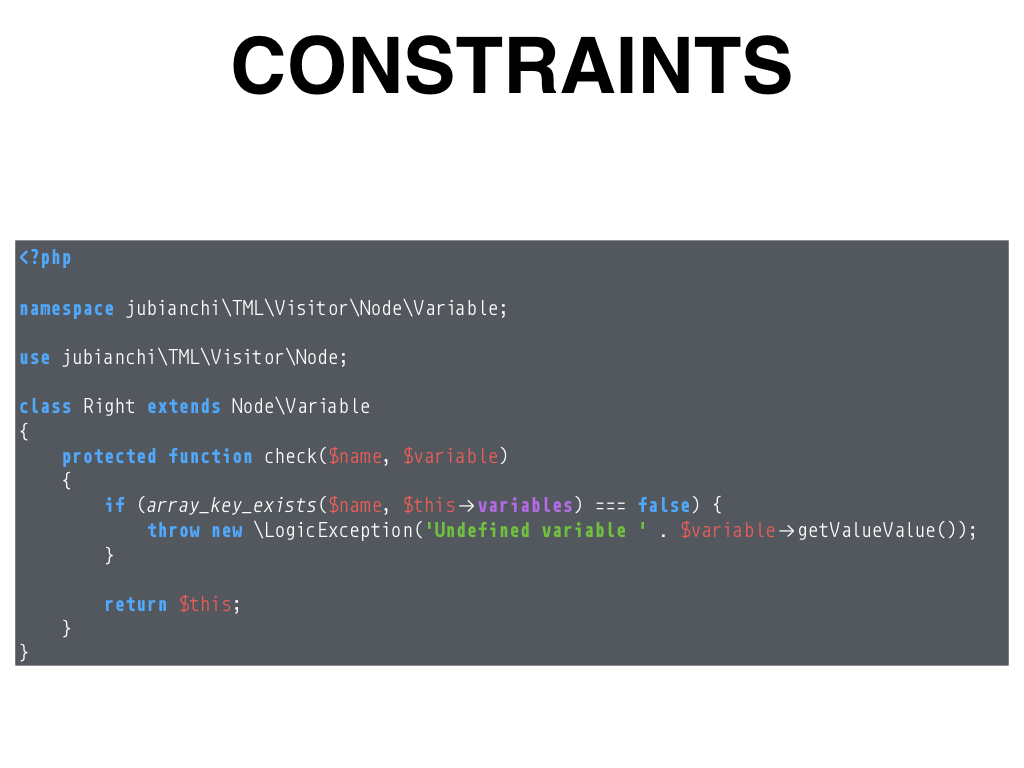 CONSTRAINTS
<?php
namespace jubianchi\TML\Visitor\Node\Variable;
use jubianchi\TML\Visitor\Node;
class Right extends Node\Variable
{
    protected function check($name, $variable)
    {
        if (array_key_exists($name, $this→variables) === false) {
            throw new \LogicException('Undefined variable ' . $variable→getValueValue());
        }
        return $this;
    }
}